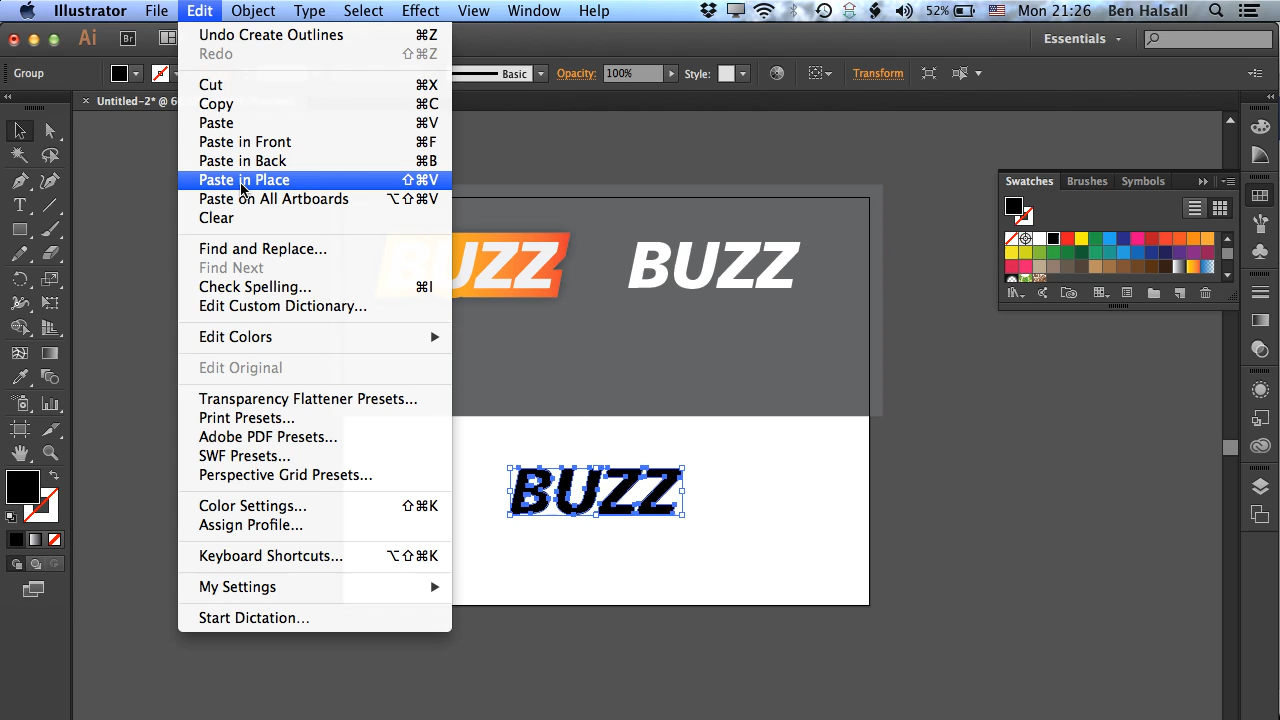 Illustrator File Edit Object Type Select Effect View Window Help 52% Mon 21:26 Ben Halsall
Ai Br Essentials
Group Basic Opacity: 100% Style: Transform
Untitled-2* @ 6
Undo Create Outlines ⌘Z
Redo ⇧⌘Z
Cut ⌘X
Copy ⌘C
Paste ⌘V
Paste in Front ⌘F
Paste in Back ⌘B
Paste in Place ⇧⌘V
Paste on All Artboards ⌥⇧⌘V
Clear
Find and Replace...
Find Next
Check Spelling... ⌘I
Edit Custom Dictionary...
Edit Colors
Edit Original
Transparency Flattener Presets...
Print Presets...
Adobe PDF Presets...
SWF Presets...
Perspective Grid Presets...
Color Settings... ⇧⌘K
Assign Profile...
Keyboard Shortcuts... ⌥⇧⌘K
My Settings
Start Dictation...
BUZZ BUZZ
BUZZ
Swatches Brushes Symbols